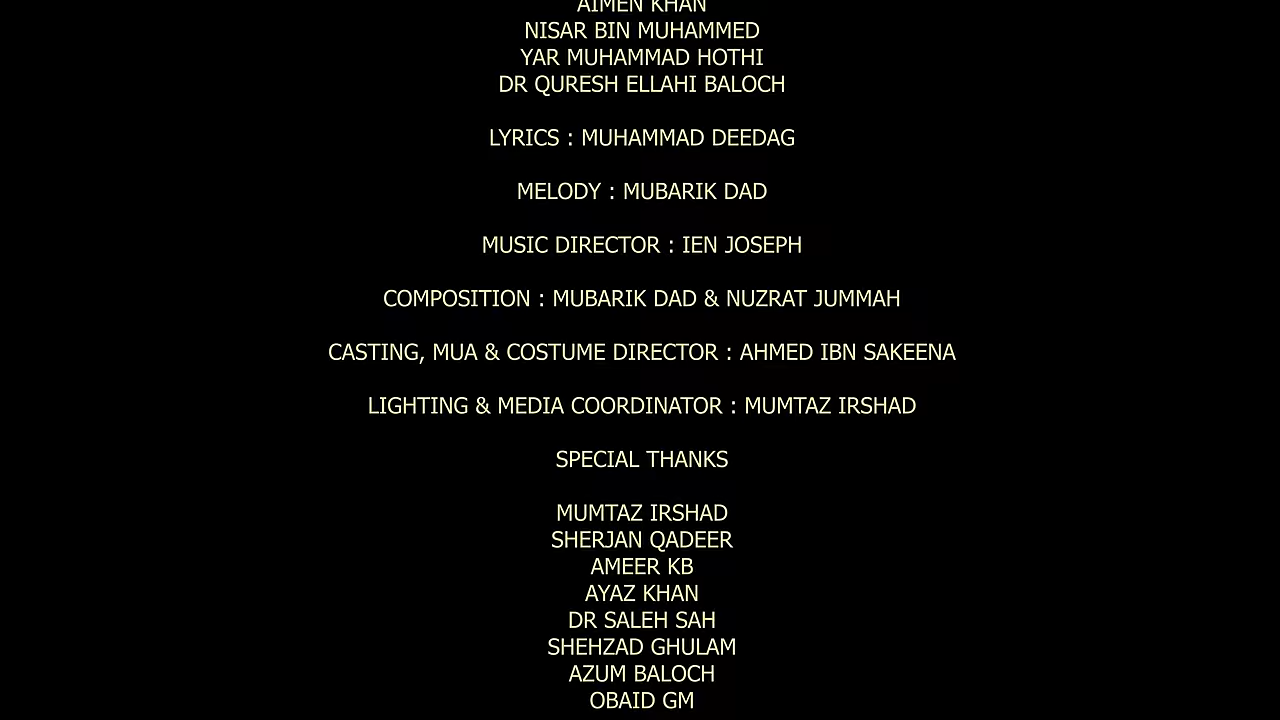 AIMEN KHAN
NISAR BIN MUHAMMED
YAR MUHAMMAD HOTHI
DR QURESH ELLAHI BALOCH
LYRICS : MUHAMMAD DEEDAG
MELODY : MUBARIK DAD
MUSIC DIRECTOR : IEN JOSEPH
COMPOSITION : MUBARIK DAD & NUZRAT JUMMAH
CASTING, MUA & COSTUME DIRECTOR : AHMED IBN SAKEENA
LIGHTING & MEDIA COORDINATOR : MUMTAZ IRSHAD
SPECIAL THANKS
MUMTAZ IRSHAD
SHERJAN QADEER
AMEER KB
AYAZ KHAN
DR SALEH SAH
SHEHZAD GHULAM
AZUM BALOCH
OBAID GM